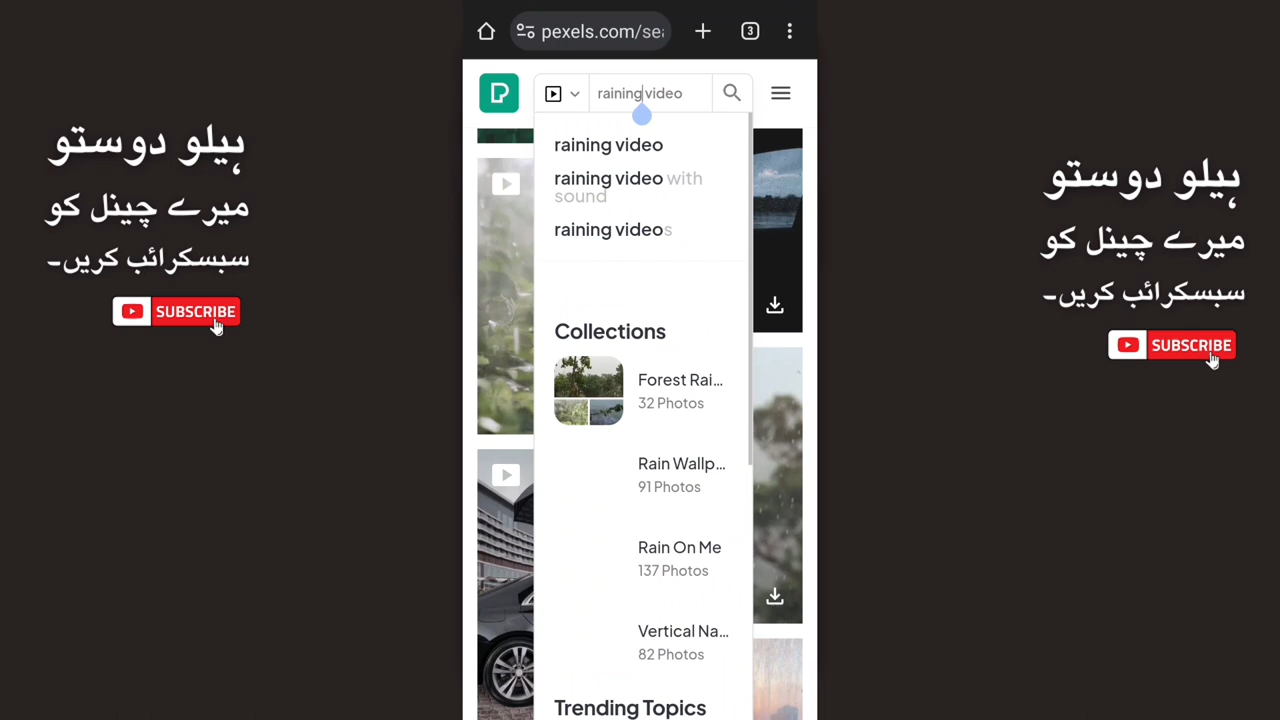 ہیلو دوستو
میرے چینل کو
سبسکرائب کریں۔
SUBSCRIBE
pexels.com/sea
3
raining video
raining video
raining video with
sound
raining videos
Collections
Forest Rai...
32 Photos
Rain Wallp...
91 Photos
Rain On Me
137 Photos
Vertical Na...
82 Photos
Trending Topics
ہیلو دوستو
میرے چینل کو
سبسکرائب کریں۔
SUBSCRIBE